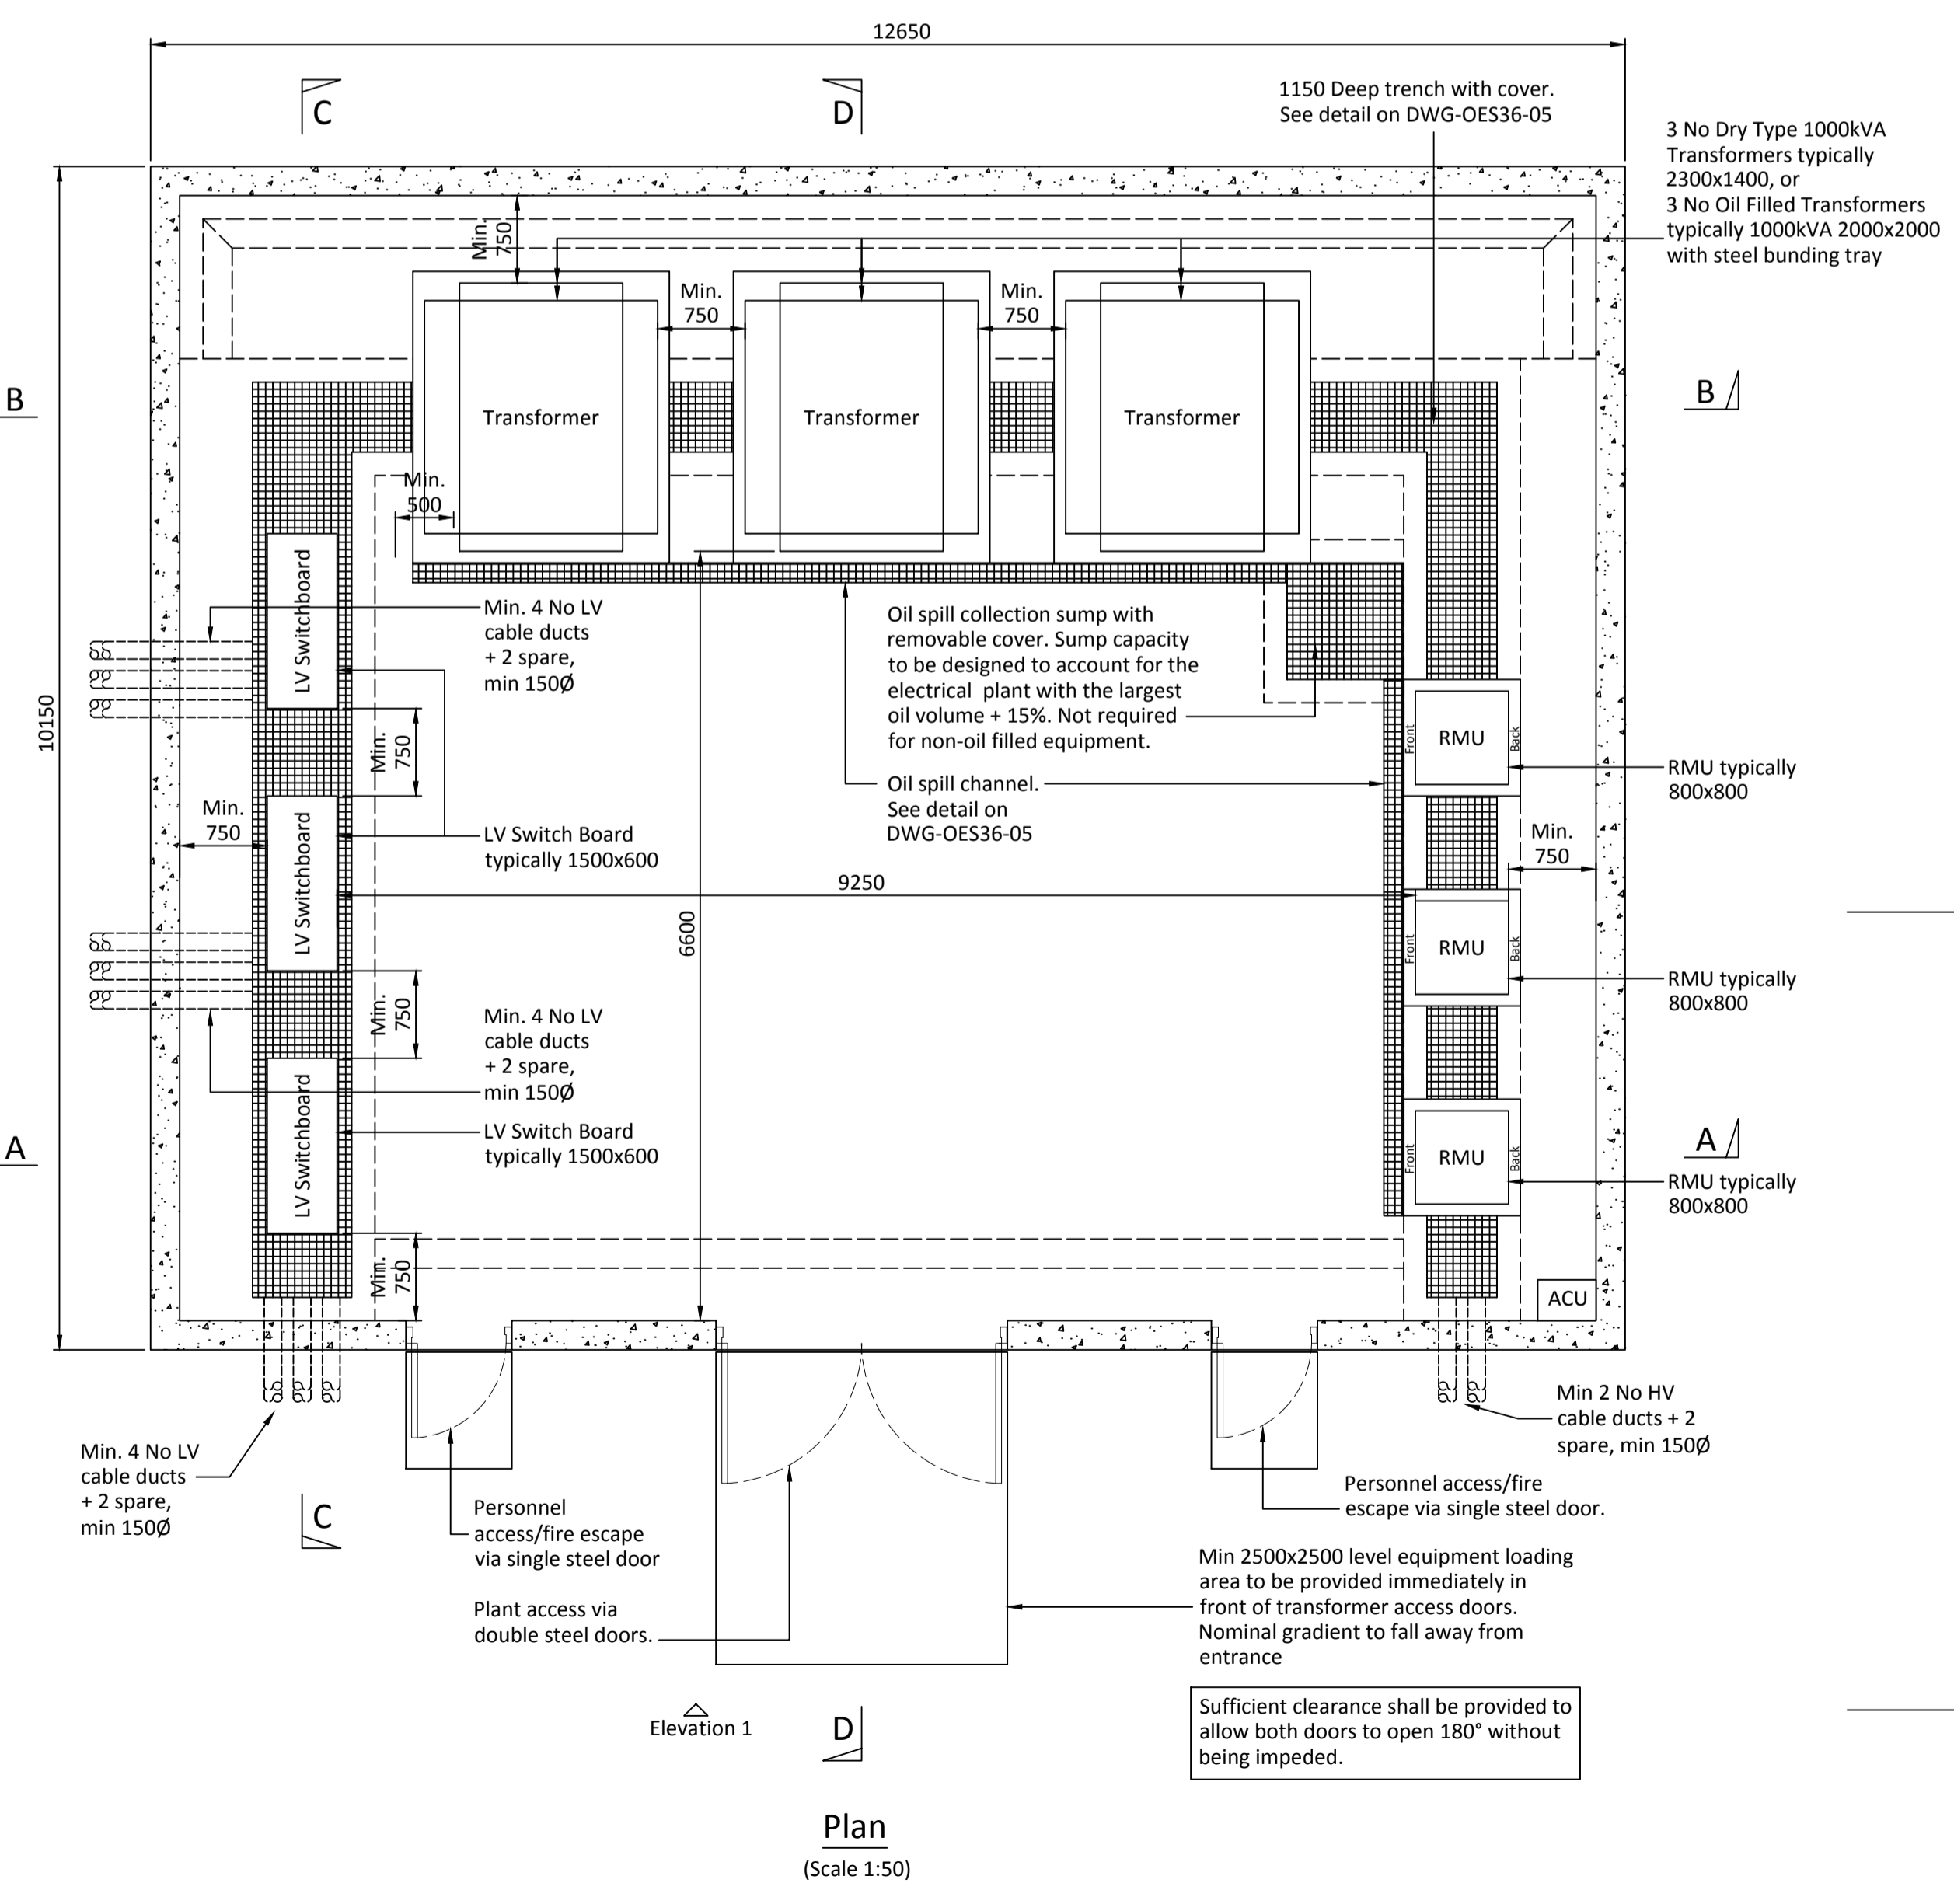 12650
C
D
1150 Deep trench with cover.
See detail on DWG-OES36-05
3 No Dry Type 1000kVA
Transformers typically
2300x1400, or
3 No Oil Filled Transformers
typically 1000kVA 2000x2000
with steel bunding tray
Min.
750
Min.
750
Min.
750
B
B
Transformer
Transformer
Transformer
Min.
500
LV Switchboard
Min. 4 No LV
cable ducts
+ 2 spare,
min 150Ø
Oil spill collection sump with
removable cover. Sump capacity
to be designed to account for the
electrical plant with the largest
oil volume + 15%. Not required
for non-oil filled equipment.
10150
Min.
750
Front
RMU
Back
RMU typically
800x800
Oil spill channel.
See detail on
DWG-OES36-05
Min.
750
LV Switchboard
LV Switch Board
typically 1500x600
Min.
750
9250
6600
Front
RMU
Back
RMU typically
800x800
Min.
750
Min. 4 No LV
cable ducts
+ 2 spare,
min 150Ø
A
A
LV Switchboard
LV Switch Board
typically 1500x600
Front
RMU
Back
RMU typically
800x800
Min.
750
ACU
Min. 4 No LV
cable ducts
+ 2 spare,
min 150Ø
Min 2 No HV
cable ducts + 2
spare, min 150Ø
C
Personnel
access/fire escape
via single steel door
Personnel access/fire
escape via single steel door.
Plant access via
double steel doors.
Min 2500x2500 level equipment loading
area to be provided immediately in
front of transformer access doors.
Nominal gradient to fall away from
entrance
Elevation 1
D
Sufficient clearance shall be provided to
allow both doors to open 180° without
being impeded.
Plan
(Scale 1:50)